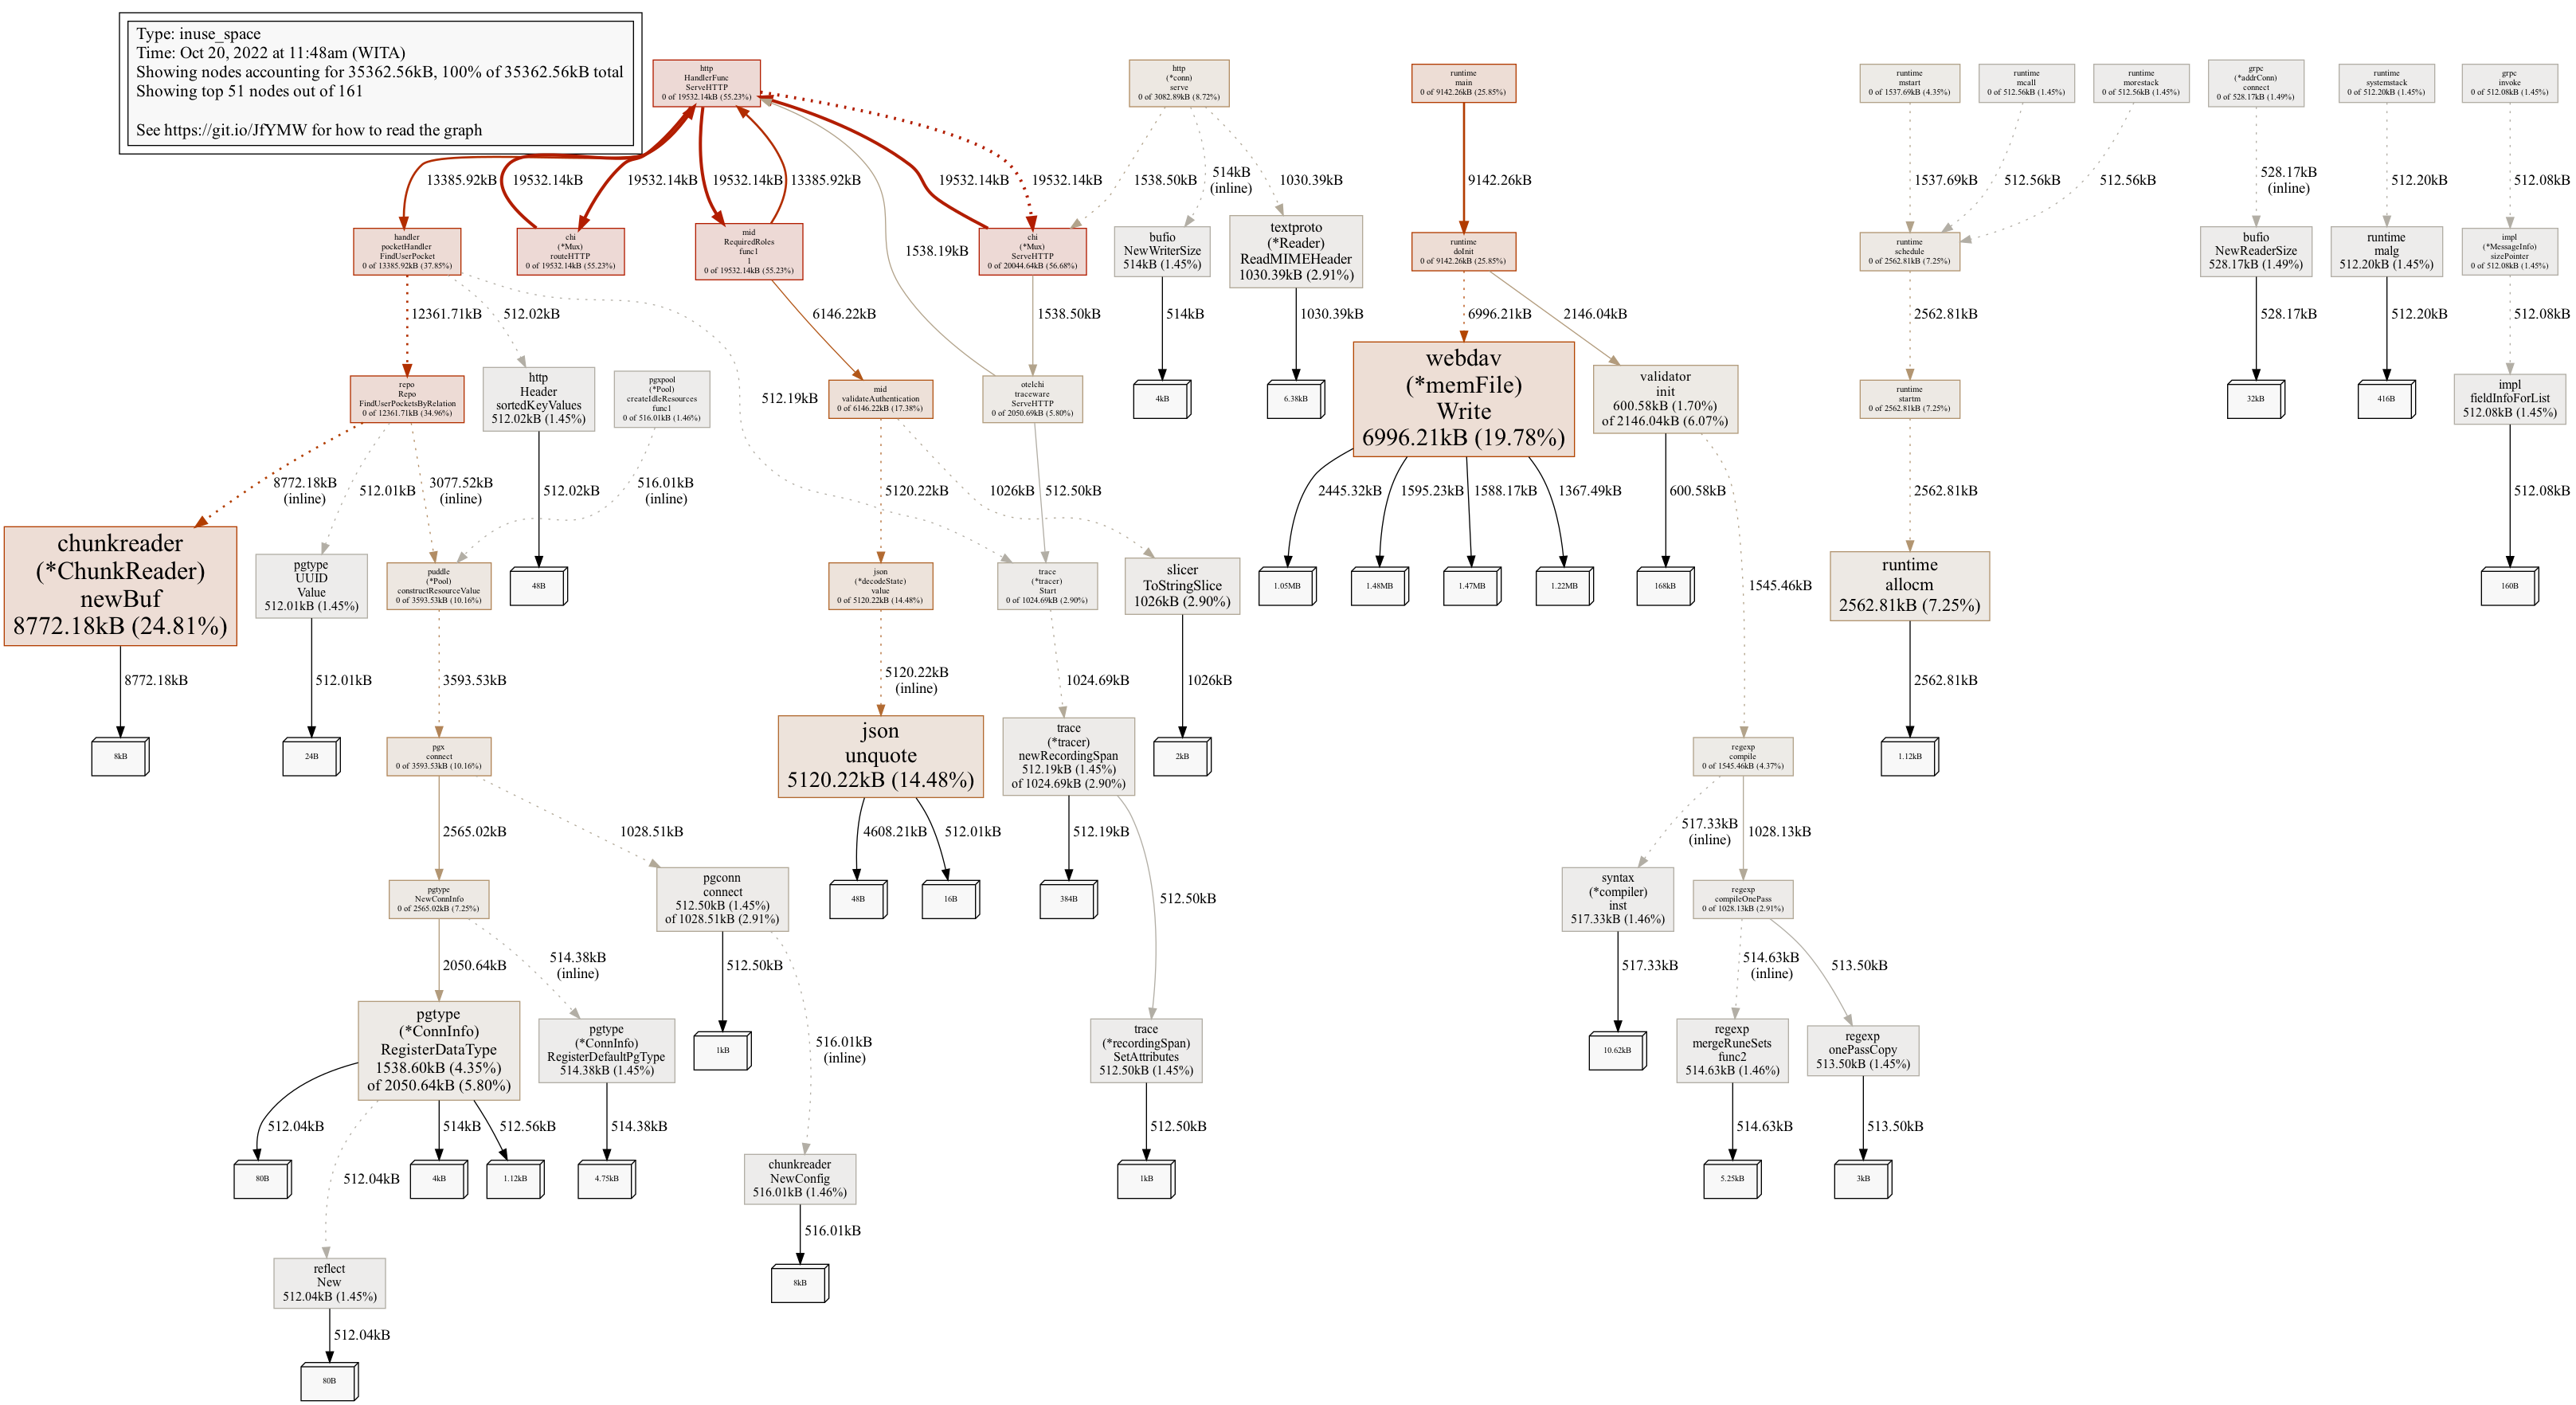 Type: inuse_space
Time: Oct 20, 2022 at 11:48am (WITA)
Showing nodes accounting for 35362.56kB, 100% of 35362.56kB total
Showing top 51 nodes out of 161
See https://git.io/JfYMW for how to read the graph
http
HandlerFunc
ServeHTTP
0 of 19532.14kB (55.23%)
http
(*conn)
serve
0 of 3082.89kB (8.72%)
runtime
main
0 of 9142.26kB (25.85%)
runtime
mstart
0 of 1537.69kB (4.35%)
runtime
mcall
0 of 512.56kB (1.45%)
runtime
morestack
0 of 512.56kB (1.45%)
grpc
(*addrConn)
connect
0 of 528.17kB (1.49%)
runtime
systemstack
0 of 512.20kB (1.45%)
grpc
invoke
0 of 512.08kB (1.45%)
13385.92kB
19532.14kB
19532.14kB
19532.14kB
13385.92kB
19532.14kB
19532.14kB
1538.50kB
514kB
(inline)
1030.39kB
9142.26kB
1537.69kB
512.56kB
512.56kB
528.17kB
(inline)
512.20kB
512.08kB
handler
pocketHandler
FindUserPocket
0 of 13385.92kB (37.85%)
chi
(*Mux)
routeHTTP
0 of 19532.14kB (55.23%)
mid
RequiredRoles
func1
1
0 of 19532.14kB (55.23%)
1538.19kB
chi
(*Mux)
ServeHTTP
0 of 20044.64kB (56.68%)
bufio
NewWriterSize
514kB (1.45%)
textproto
(*Reader)
ReadMIMEHeader
1030.39kB (2.91%)
runtime
doInit
0 of 9142.26kB (25.85%)
runtime
schedule
0 of 2562.81kB (7.25%)
bufio
NewReaderSize
528.17kB (1.49%)
runtime
malg
512.20kB (1.45%)
impl
(*MessageInfo)
sizePointer
0 of 512.08kB (1.45%)
12361.71kB
512.02kB
6146.22kB
1538.50kB
514kB
1030.39kB
6996.21kB
2146.04kB
2562.81kB
528.17kB
512.20kB
512.08kB
repo
Repo
FindUserPocketsByRelation
0 of 12361.71kB (34.96%)
http
Header
sortedKeyValues
512.02kB (1.45%)
pgxpool
(*Pool)
createIdleResources
func1
0 of 516.01kB (1.46%)
512.19kB
mid
validateAuthentication
0 of 6146.22kB (17.38%)
otelchi
traceware
ServeHTTP
0 of 2050.69kB (5.80%)
4kB
6.38kB
webdav
(*memFile)
Write
6996.21kB (19.78%)
validator
init
600.58kB (1.70%)
of 2146.04kB (6.07%)
runtime
startm
0 of 2562.81kB (7.25%)
32kB
416B
impl
fieldInfoForList
512.08kB (1.45%)
8772.18kB
(inline)
512.01kB
3077.52kB
(inline)
512.02kB
516.01kB
(inline)
5120.22kB
1026kB
512.50kB
2445.32kB
1595.23kB
1588.17kB
1367.49kB
600.58kB
2562.81kB
512.08kB
chunkreader
(*ChunkReader)
newBuf
8772.18kB (24.81%)
pgtype
UUID
Value
512.01kB (1.45%)
puddle
(*Pool)
constructResourceValue
0 of 3593.53kB (10.16%)
48B
json
(*decodeState)
value
0 of 5120.22kB (14.48%)
trace
(*tracer)
Start
0 of 1024.69kB (2.90%)
slicer
ToStringSlice
1026kB (2.90%)
1.05MB
1.48MB
1.47MB
1.22MB
168kB
1545.46kB
runtime
allocm
2562.81kB (7.25%)
160B
8772.18kB
512.01kB
3593.53kB
5120.22kB
(inline)
1024.69kB
1026kB
2562.81kB
8kB
24B
pgx
connect
0 of 3593.53kB (10.16%)
json
unquote
5120.22kB (14.48%)
trace
(*tracer)
newRecordingSpan
512.19kB (1.45%)
of 1024.69kB (2.90%)
2kB
regexp
compile
0 of 1545.46kB (4.37%)
1.12kB
2565.02kB
1028.51kB
4608.21kB
512.01kB
512.19kB
517.33kB
(inline)
1028.13kB
pgtype
NewConnInfo
0 of 2565.02kB (7.25%)
pgconn
connect
512.50kB (1.45%)
of 1028.51kB (2.91%)
48B
16B
384B
512.50kB
syntax
(*compiler)
inst
517.33kB (1.46%)
regexp
compileOnePass
0 of 1028.13kB (2.91%)
2050.64kB
514.38kB
(inline)
512.50kB
517.33kB
514.63kB
(inline)
513.50kB
pgtype
(*ConnInfo)
RegisterDataType
1538.60kB (4.35%)
of 2050.64kB (5.80%)
pgtype
(*ConnInfo)
RegisterDefaultPgType
514.38kB (1.45%)
1kB
516.01kB
(inline)
trace
(*recordingSpan)
SetAttributes
512.50kB (1.45%)
10.62kB
regexp
mergeRuneSets
func2
514.63kB (1.46%)
regexp
onePassCopy
513.50kB (1.45%)
512.04kB
514kB
512.56kB
514.38kB
512.50kB
514.63kB
513.50kB
80B
512.04kB
4kB
1.12kB
4.75kB
chunkreader
NewConfig
516.01kB (1.46%)
1kB
5.25kB
3kB
516.01kB
reflect
New
512.04kB (1.45%)
8kB
512.04kB
80B